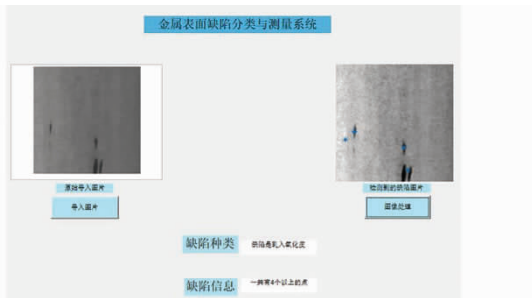 金属表面缺陷分类与测量系统
原始导入图片
检测到的缺陷图片
导入图片
图像处理
缺陷种类 缺陷是轧入氧化皮
缺陷信息 一共有4个以上的点